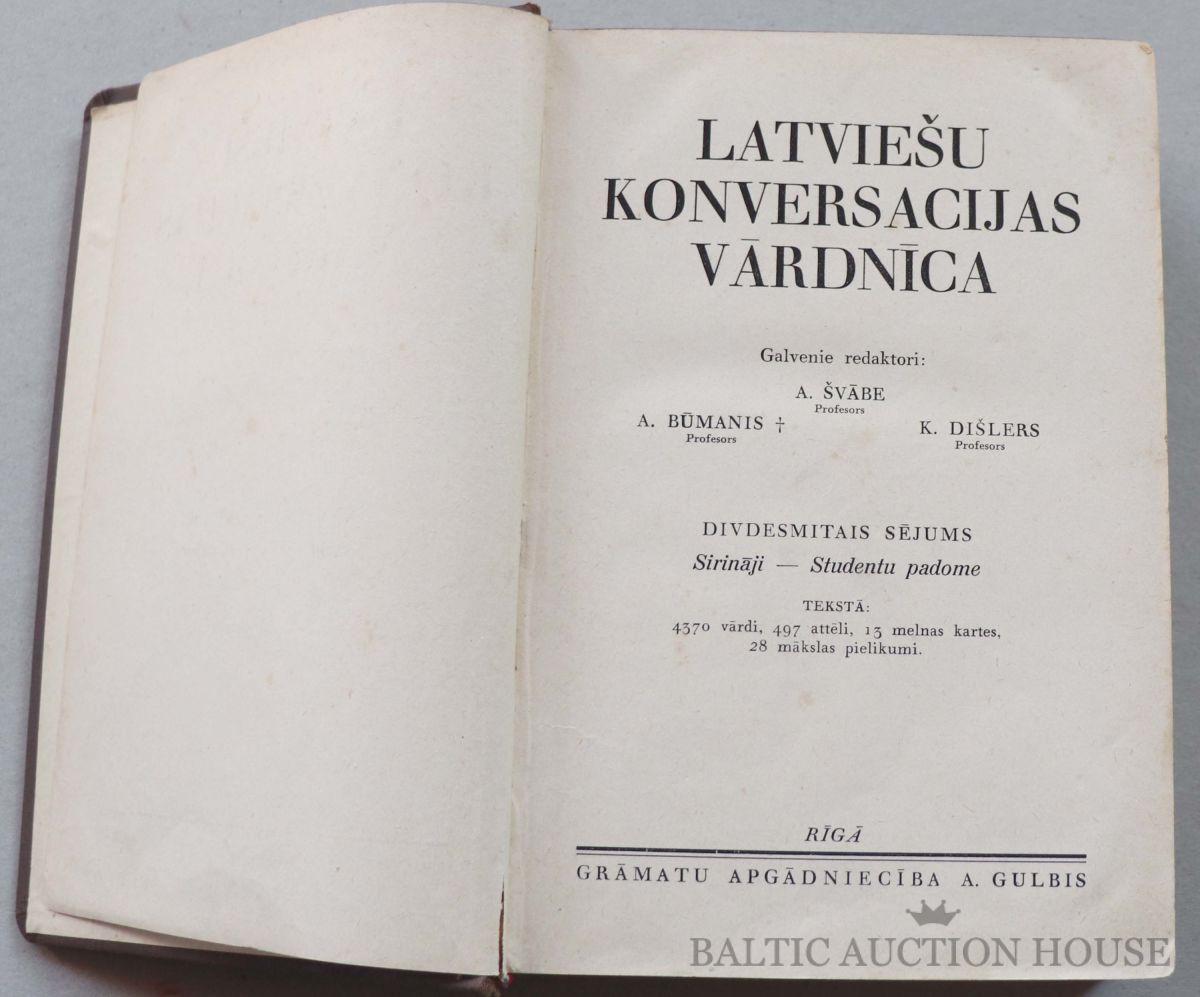 LATVIEŠU
KONVERSACIJAS
VĀRDNĪCA
Galvenie redaktori:
A. ŠVĀBE
Profesors
A. BŪMANIS †
Profesors
K. DIŠLERS
Profesors
DIVDESMITAIS SĒJUMS
Sirināji — Studentu padome
TEKSTĀ:
4370 vārdi, 497 attēli, 13 melnas kartes,
28 mākslas pielikumi.
RĪGĀ
GRĀMATU APGĀDNIECĪBA A. GULBIS
BALTIC AUCTION HOUSE